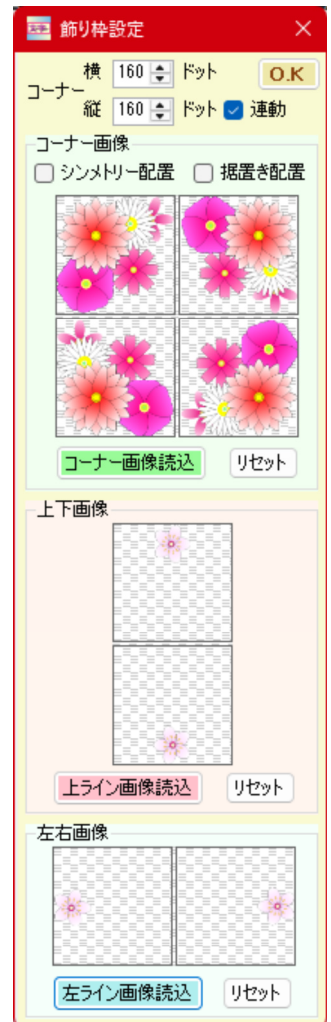 飾り枠設定
コーナー
横 160 ドット
O.K
縦 160 ドット 連動
コーナー画像
シンメトリー配置 据置き配置
コーナー画像読込 リセット
上下画像
上ライン画像読込 リセット
左右画像
左ライン画像読込 リセット